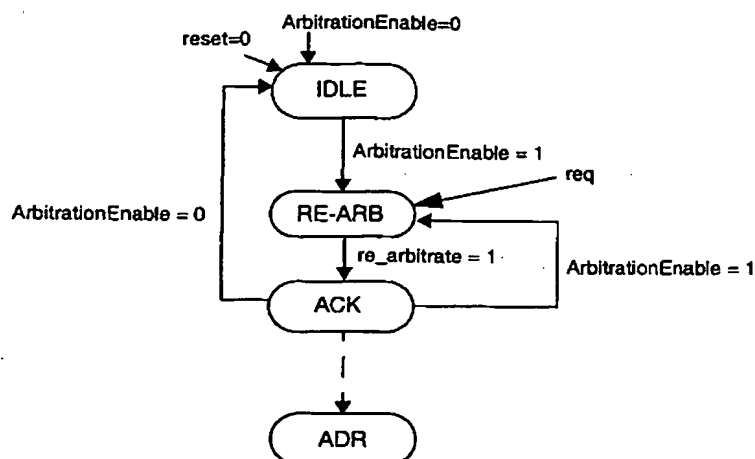 ArbitrationEnable=0
reset=0
IDLE
ArbitrationEnable = 1
req
RE-ARB
ArbitrationEnable = 0
re_arbitrate = 1
ArbitrationEnable = 1
ACK
ADR